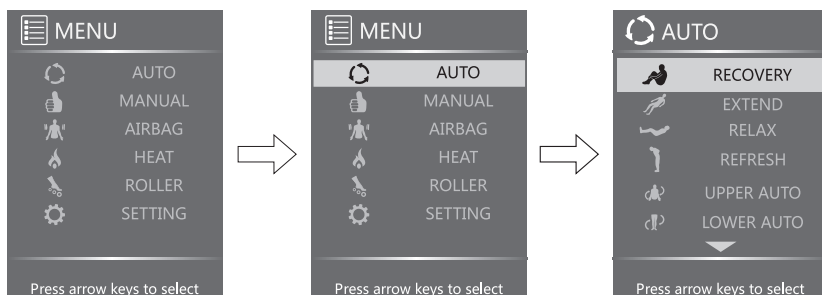 MENU
AUTO
MANUAL
AIRBAG
HEAT
ROLLER
SETTING
Press arrow keys to select
MENU
AUTO
MANUAL
AIRBAG
HEAT
ROLLER
SETTING
Press arrow keys to select
AUTO
RECOVERY
EXTEND
RELAX
REFRESH
UPPER AUTO
LOWER AUTO
Press arrow keys to select